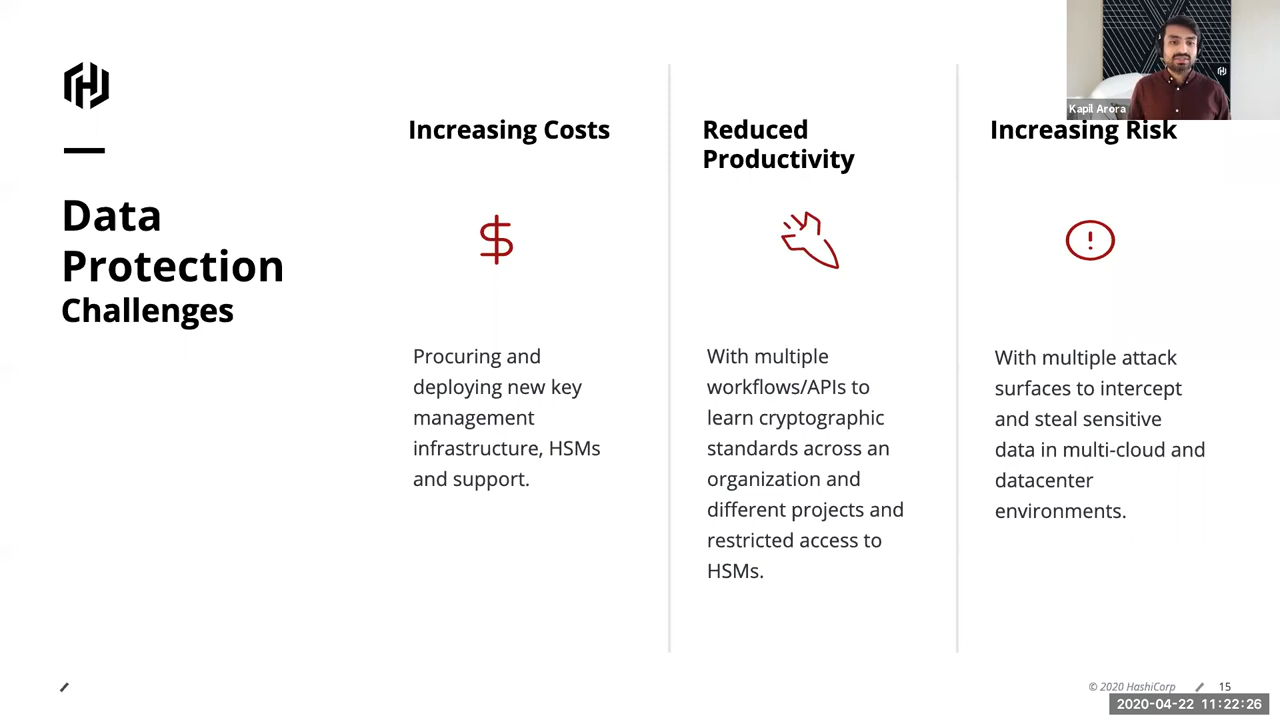 Data
Protection
Challenges
Increasing Costs
Procuring and
deploying new key
management
infrastructure, HSMs
and support.
Reduced
Productivity
With multiple
workflows/APIs to
learn cryptographic
standards across an
organization and
different projects and
restricted access to
HSMs.
Kapil Arora
Increasing Risk
With multiple attack
surfaces to intercept
and steal sensitive
data in multi-cloud and
datacenter
environments.
© 2020 HashiCorp
15
2020-04-22 11:22:26